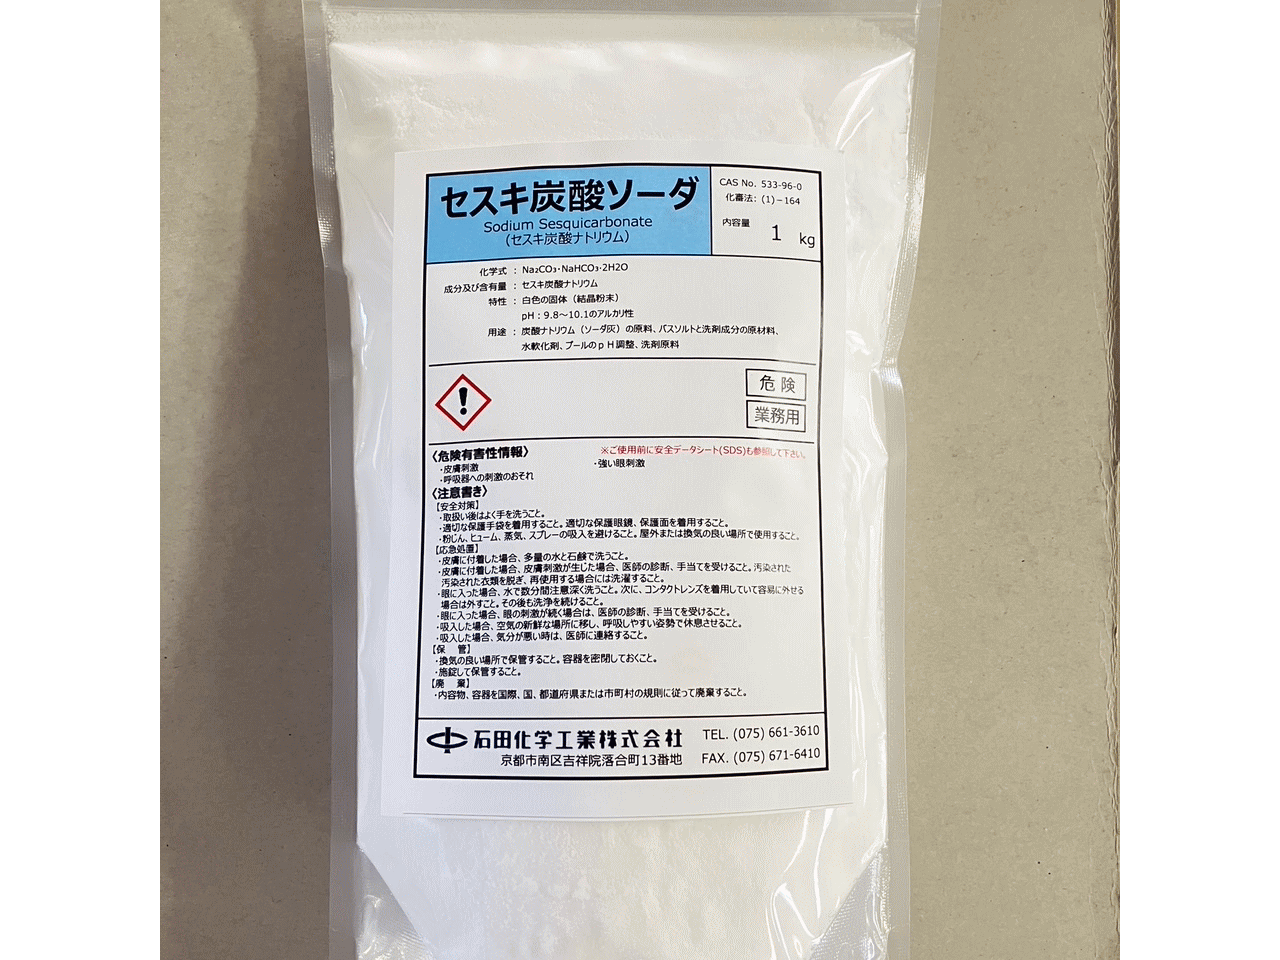 セスキ炭酸ソーダ
Sodium Sesquicarbonate
(セスキ炭酸ナトリウム)
CAS No. 533-96-0
化審法: (1)-164
内容量 1 kg
化学式 : Na₂CO₃・NaHCO₃・2H2O
成分及び含有量 : セスキ炭酸ナトリウム
特性 : 白色の固体(結晶粉末)
pH:9.8～10.1のアルカリ性
用途 : 炭酸ナトリウム(ソーダ灰)の原料、バスソルトと洗剤成分の原材料、
水軟化剤、プールのpH調整、洗剤原料
危険
業務用
〈危険有害性情報〉 ※ご使用前に安全データシート(SDS)も参照して下さい。
・皮膚刺激 ・強い眼刺激
・呼吸器への刺激のおそれ
〈注意書き〉
【安全対策】
・取扱い後はよく手を洗うこと。
・適切な保護手袋を着用すること。適切な保護眼鏡、保護面を着用すること。
・粉じん、ヒューム、蒸気、スプレーの吸入を避けること。屋外または換気の良い場所で使用すること。
【応急処置】
・皮膚に付着した場合、多量の水と石鹸で洗うこと。
・皮膚に付着した場合、皮膚刺激が生じた場合、医師の診断、手当てを受けること。汚染された
汚染された衣類を脱ぎ、再使用する場合には洗濯すること。
・眼に入った場合、水で数分間注意深く洗うこと。次に、コンタクトレンズを着用していて容易に外せる
場合は外すこと。その後も洗浄を続けること。
・眼に入った場合、眼の刺激が続く場合は、医師の診断、手当てを受けること。
・吸入した場合、空気の新鮮な場所に移し、呼吸しやすい姿勢で休息させること。
・吸入した場合、気分が悪い時は、医師に連絡すること。
【保 管】
・換気の良い場所で保管すること。容器を密閉しておくこと。
・施錠して保管すること。
【廃 棄】
・内容物、容器を国際、国、都道府県または市町村の規則に従って廃棄すること。
石田化学工業株式会社 TEL. (075) 661-3610
京都市南区吉祥院落合町13番地 FAX. (075) 671-6410